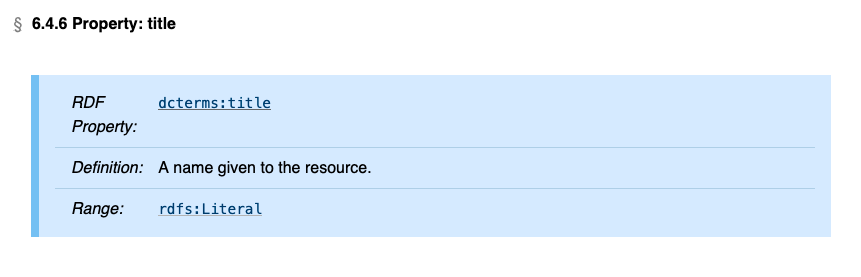 § 6.4.6 Property: title
RDF Property: dcterms:title
Definition: A name given to the resource.
Range: rdfs:Literal